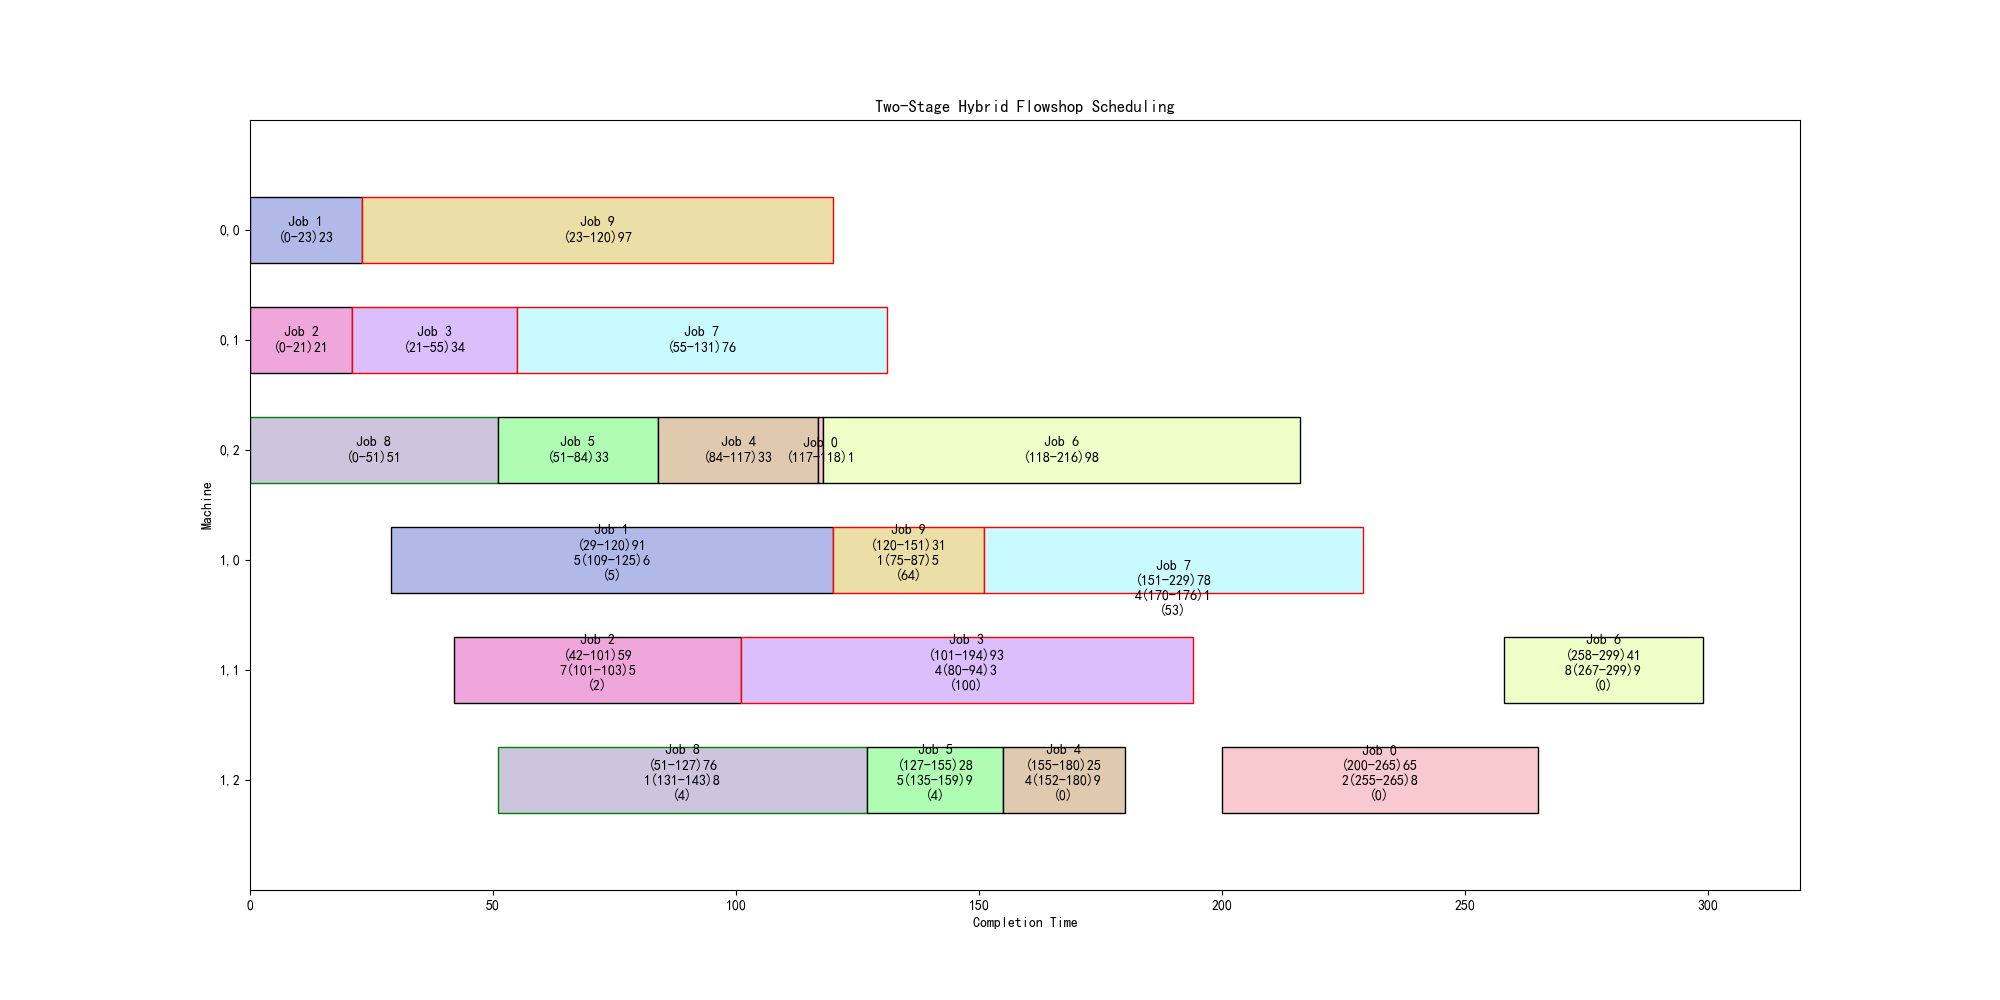 Two-Stage Hybrid Flowshop Scheduling
Machine
0,0
Job 1
(0-23)23
Job 9
(23-120)97
0,1
Job 2
(0-21)21
Job 3
(21-55)34
Job 7
(55-131)76
0,2
Job 8
(0-51)51
Job 5
(51-84)33
Job 4
(84-117)33
Job 0
(117-118)1
Job 6
(118-216)98
1,0
Job 1
(29-120)91
5(109-125)6
(5)
Job 9
(120-151)31
1(75-87)5
(64)
Job 7
(151-229)78
4(170-176)1
(53)
1,1
Job 2
(42-101)59
7(101-103)5
(2)
Job 3
(101-194)93
4(80-94)3
(100)
Job 6
(258-299)41
8(267-299)9
(0)
1,2
Job 8
(51-127)76
1(131-143)8
(4)
Job 5
(127-155)28
5(135-159)9
(4)
Job 4
(155-180)25
4(152-180)9
(0)
Job 0
(200-265)65
2(255-265)8
(0)
0
50
100
150
200
250
300
Completion Time